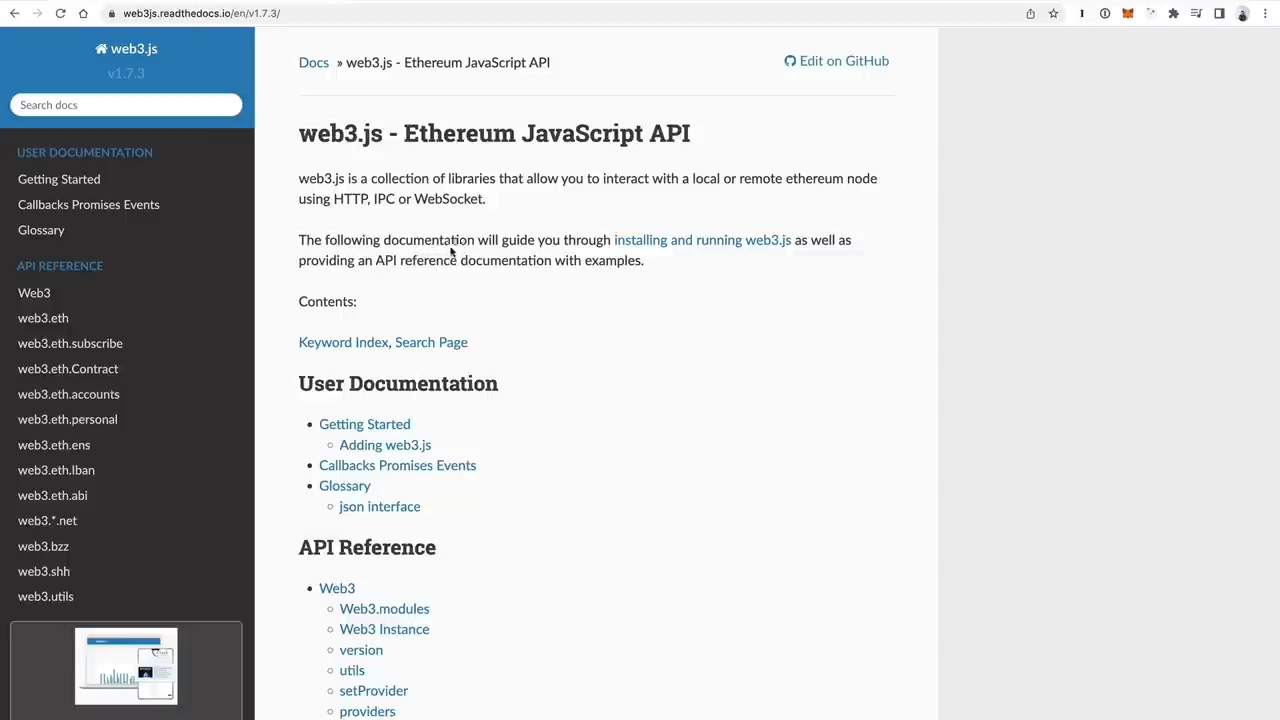 web3js.readthedocs.io/en/v1.7.3/
web3.js
v1.7.3
Search docs
USER DOCUMENTATION
Getting Started
Callbacks Promises Events
Glossary
API REFERENCE
Web3
web3.eth
web3.eth.subscribe
web3.eth.Contract
web3.eth.accounts
web3.eth.personal
web3.eth.ens
web3.eth.Iban
web3.eth.abi
web3.*.net
web3.bzz
web3.shh
web3.utils
Docs » web3.js - Ethereum JavaScript API
Edit on GitHub
web3.js - Ethereum JavaScript API
web3.js is a collection of libraries that allow you to interact with a local or remote ethereum node
using HTTP, IPC or WebSocket.
The following documentation will guide you through installing and running web3.js as well as
providing an API reference documentation with examples.
Contents:
Keyword Index, Search Page
User Documentation
Getting Started
Adding web3.js
Callbacks Promises Events
Glossary
json interface
API Reference
Web3
Web3.modules
Web3 Instance
version
utils
setProvider
providers